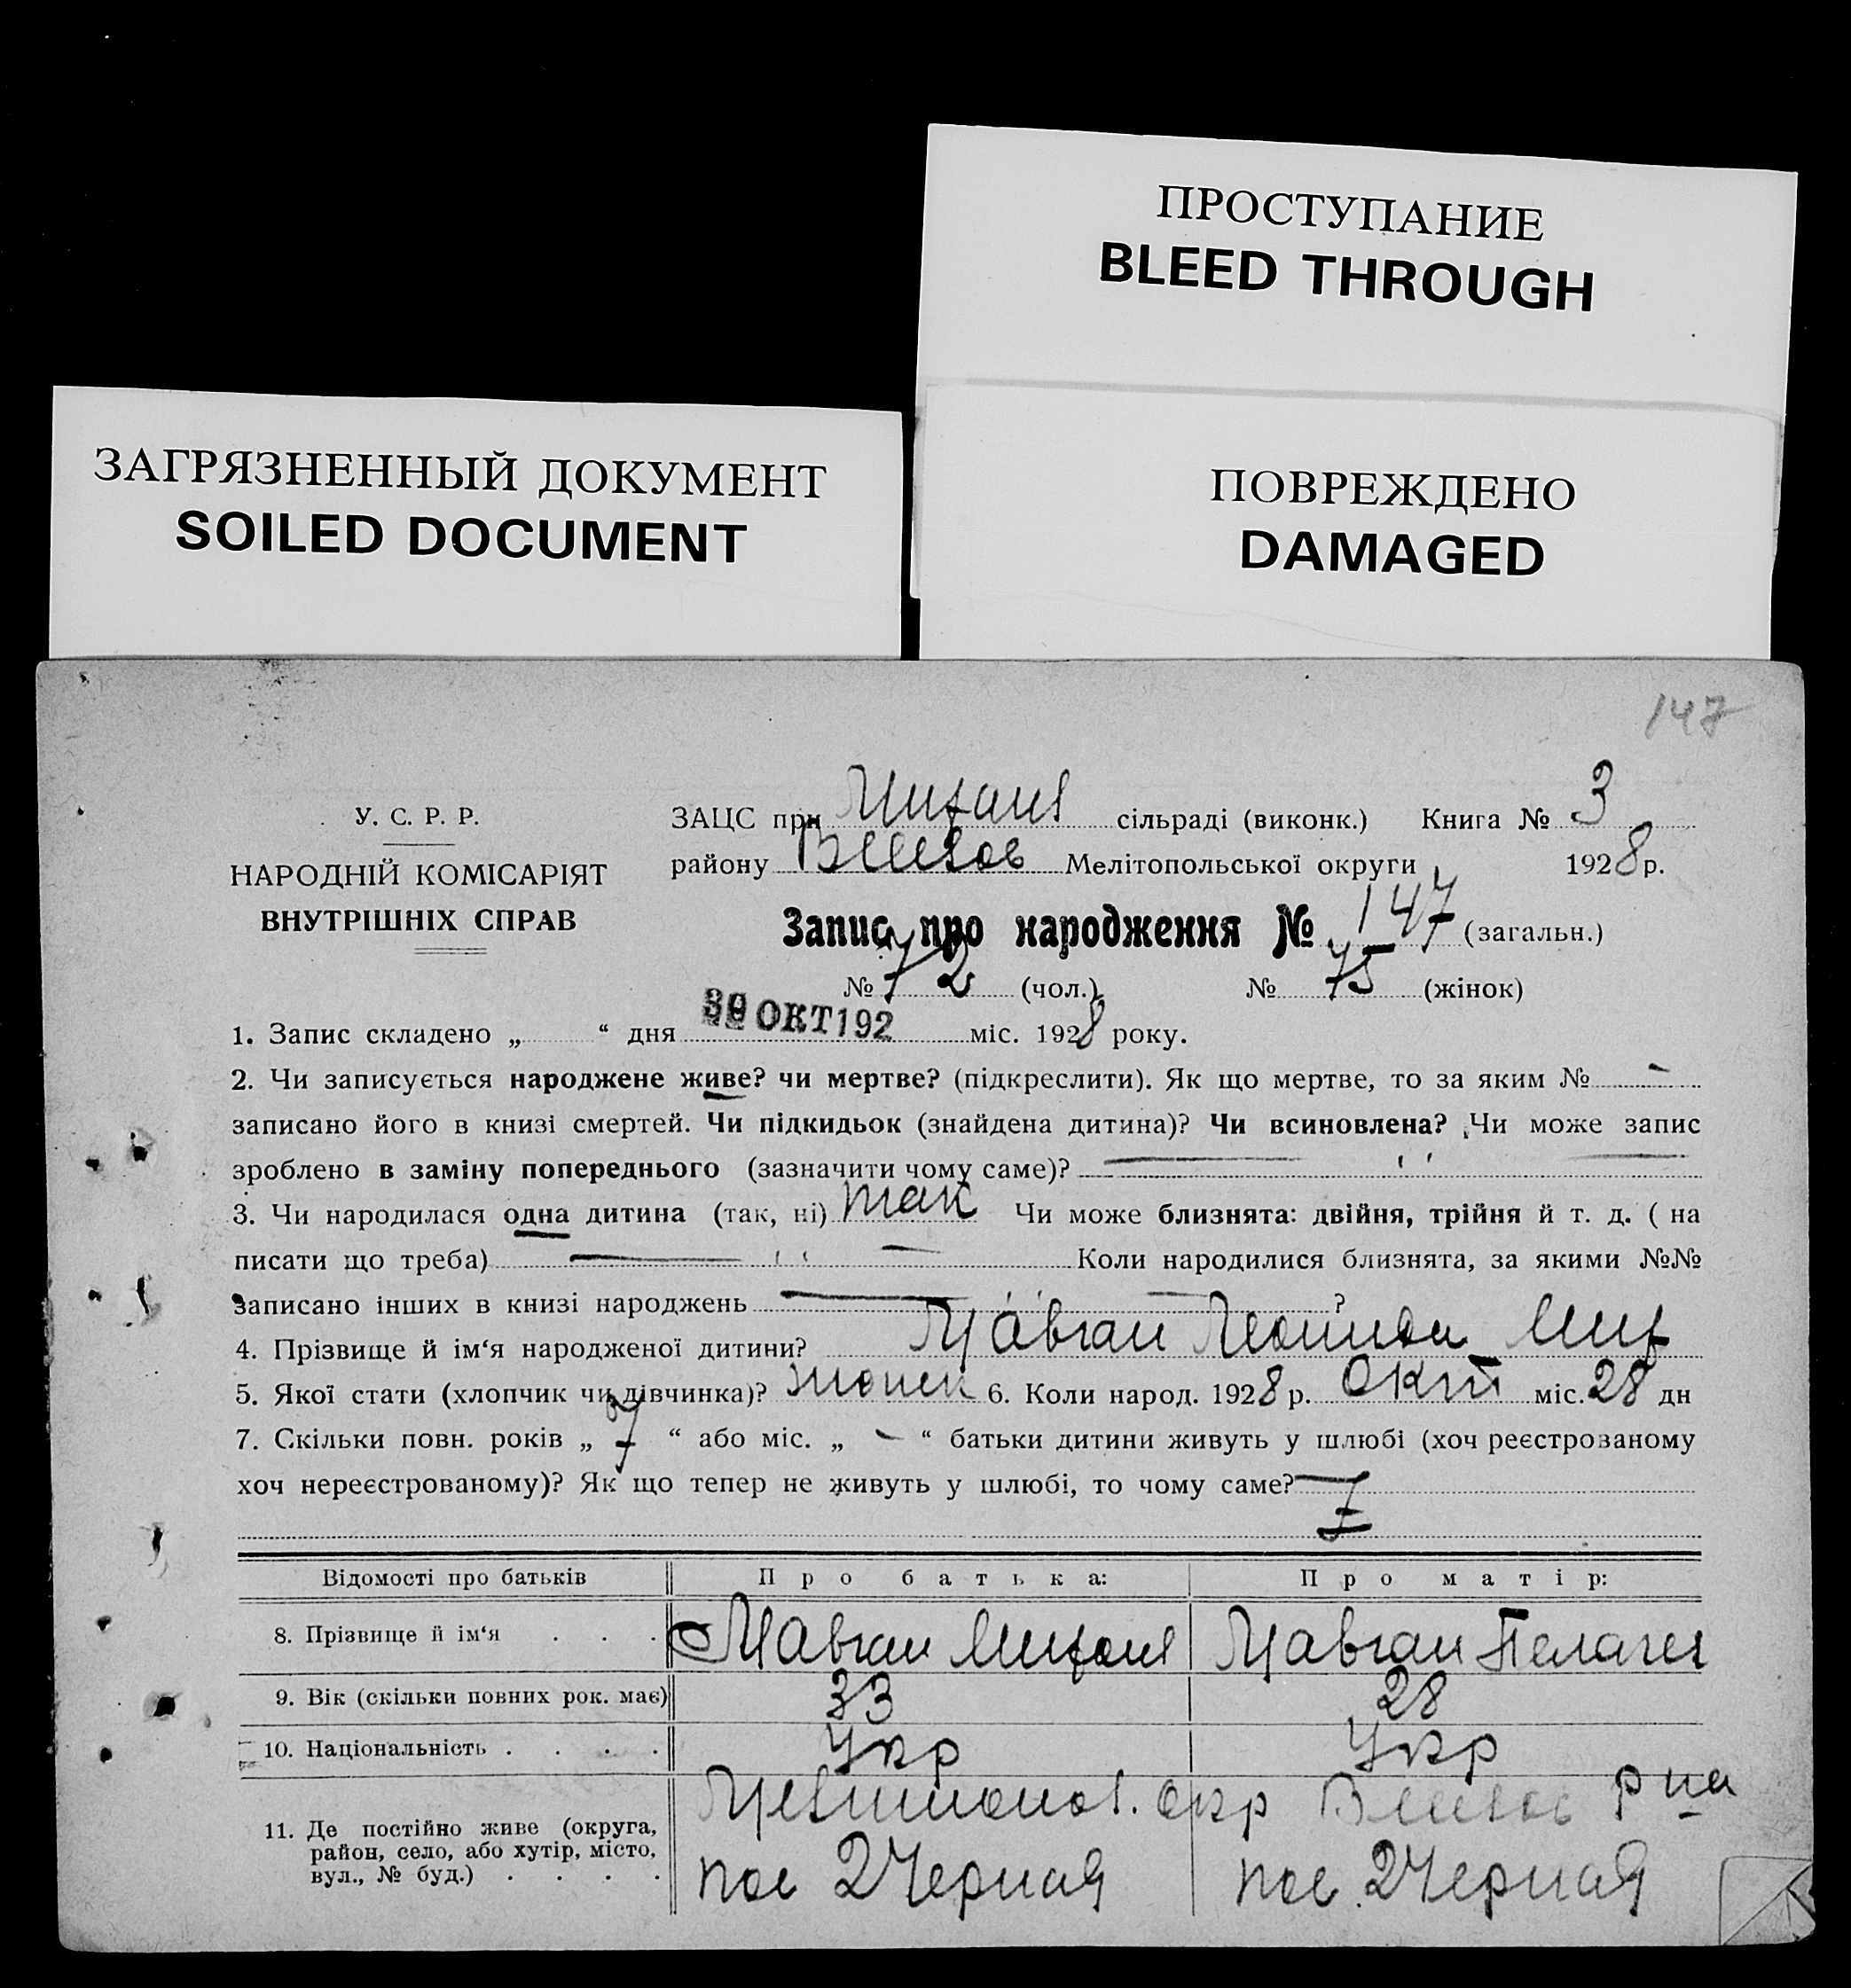 ПРОСТУПАНИЕ
BLEED THROUGH
ЗАГРЯЗНЕННЫЙ ДОКУМЕНТ
SOILED DOCUMENT
ПОВРЕЖДЕНО
DAMAGED
147
У. С. Р. Р.
НАРОДНІЙ КОМІСАРІЯТ
ВНУТРІШНІХ СПРАВ
ЗАЦС при сільраді (виконк.) Книга № 3
району Мелітопольської округи 1928 р.
Запис про народження № 147 (загальн.)
№ 72 (чол.) № 75 (жінок)
1. Запис складено „ “ дня 30 ОКТ 192 міс. 1928 року.
2. Чи записується народжене живе? чи мертве? (підкреслити). Як що мертве, то за яким № -
записано його в книзі смертей. Чи підкидьок (знайдена дитина)? Чи всиновлена? Чи може запис
зроблено в заміну попереднього (зазначити чому саме)?
3. Чи народилася одна дитина (так, ні) так Чи може близнята: двійня, трійня й т. д. ( на
писати що треба) Коли народилися близнята, за якими №№
записано інших в книзі народжень ?
4. Прізвище й ім‘я народженої дитини?
5. Якої стати (хлопчик чи дівчинка)? 6. Коли народ. 1928 р. Окт міс. 28 дн
7. Скільки повн. років „ 7 “ або міс. „ - “ батьки дитини живуть у шлюбі (хоч реєстрованому
хоч нереєстрованому)? Як що тепер не живуть у шлюбі, то чому саме?
Відомості про батьків Про батька: Про матір:
8. Прізвище й ім‘я . . . Пелагея
9. Вік (скільки повних рок. має) 33 28
10. Національність . . . . Укр Укр
11. Де постійно живе (округа,
район, село, або хутір, місто,
вул., № буд.) . . . .
окр р на
пос 2 Черная пос. 2 Черная